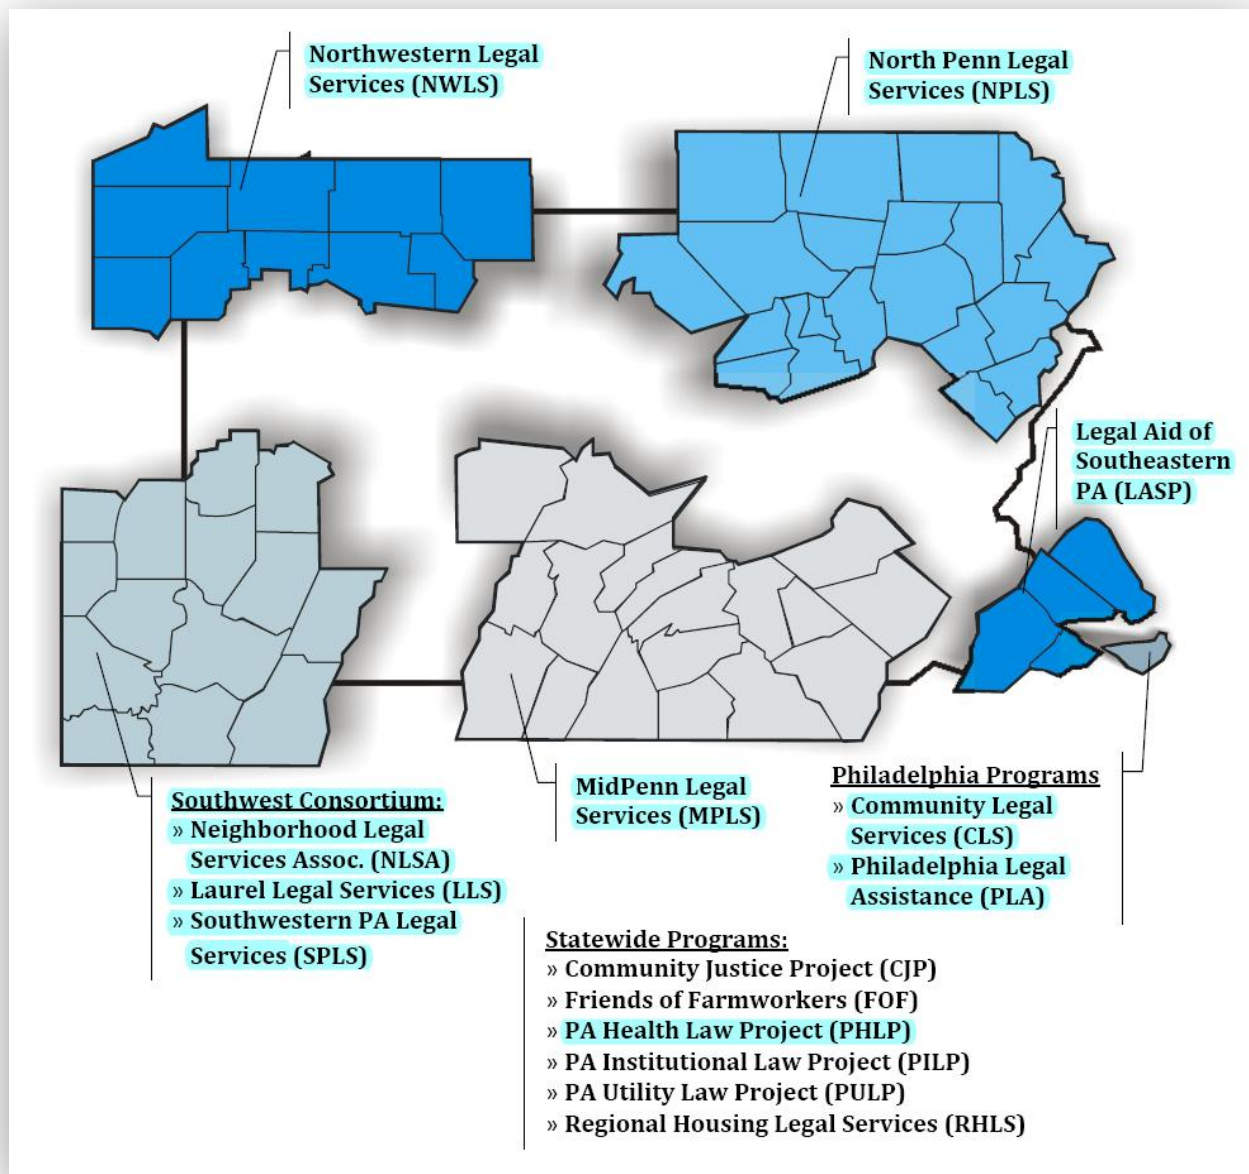 Northwestern Legal
Services (NWLS)
North Penn Legal
Services (NPLS)
Legal Aid of
Southeastern
PA (LASP)
Southwest Consortium:
» Neighborhood Legal
Services Assoc. (NLSA)
» Laurel Legal Services (LLS)
» Southwestern PA Legal
Services (SPLS)
MidPenn Legal
Services (MPLS)
Philadelphia Programs
» Community Legal
Services (CLS)
» Philadelphia Legal
Assistance (PLA)
Statewide Programs:
» Community Justice Project (CJP)
» Friends of Farmworkers (FOF)
» PA Health Law Project (PHLP)
» PA Institutional Law Project (PILP)
» PA Utility Law Project (PULP)
» Regional Housing Legal Services (RHLS)